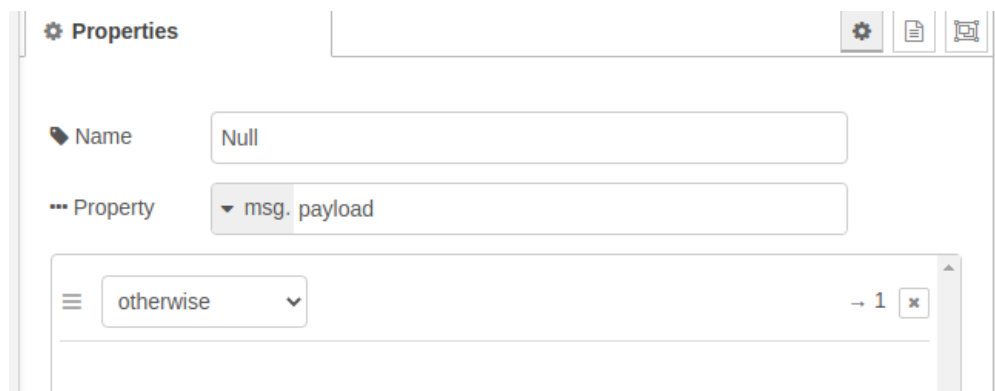 Properties
Name Null
Property msg. payload
otherwise → 1